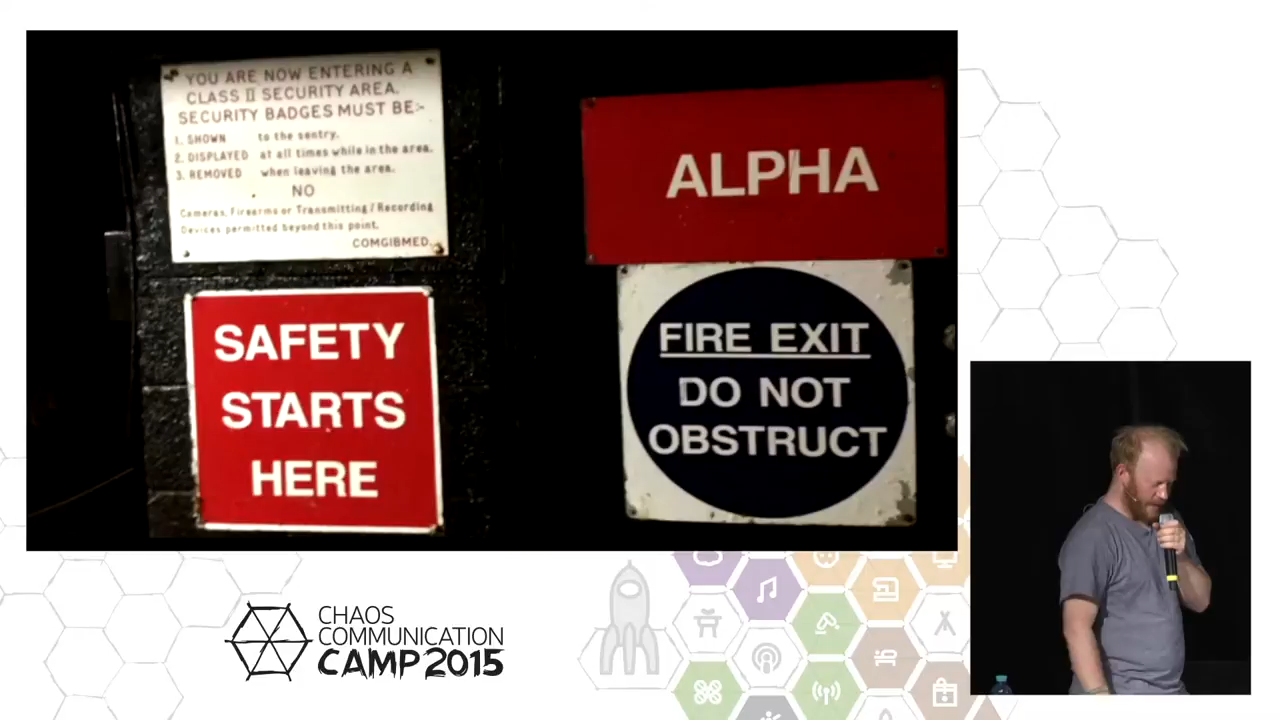 YOU ARE NOW ENTERING A
CLASS II SECURITY AREA.
SECURITY BADGES MUST BE:-
1. SHOWN to the sentry.
2. DISPLAYED at all times while in the area.
3. REMOVED when leaving the area.
NO
Cameras, Firearms or Transmitting / Recording
Devices permitted beyond this point.
COMGIBMED.
SAFETY
STARTS
HERE
ALPHA
FIRE EXIT
DO NOT
OBSTRUCT
CHAOS
COMMUNICATION
CAMP 2015